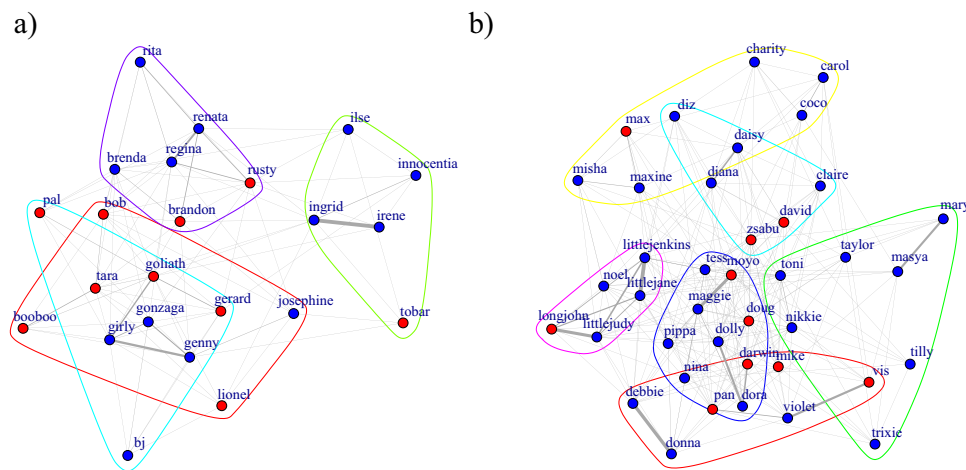 a)
b)
rita
renata
regina
brenda
rusty
brandon
ilse
innocentia
ingrid
irene
tobar
pal
bob
goliath
tara
gonzaga
gerard
josephine
booboo
girly
genny
lionel
bj
charity
carol
max
diz
coco
daisy
misha
maxine
diana
claire
david
zsabu
mary
littlejenkins
tess
moyo
toni
taylor
masya
noel
littlejane
maggie
longjohn
littlejudy
doug
nikkie
pippa
dolly
darwin
mike
tilly
nina
vis
debbie
pan
dora
violet
donna
trixie